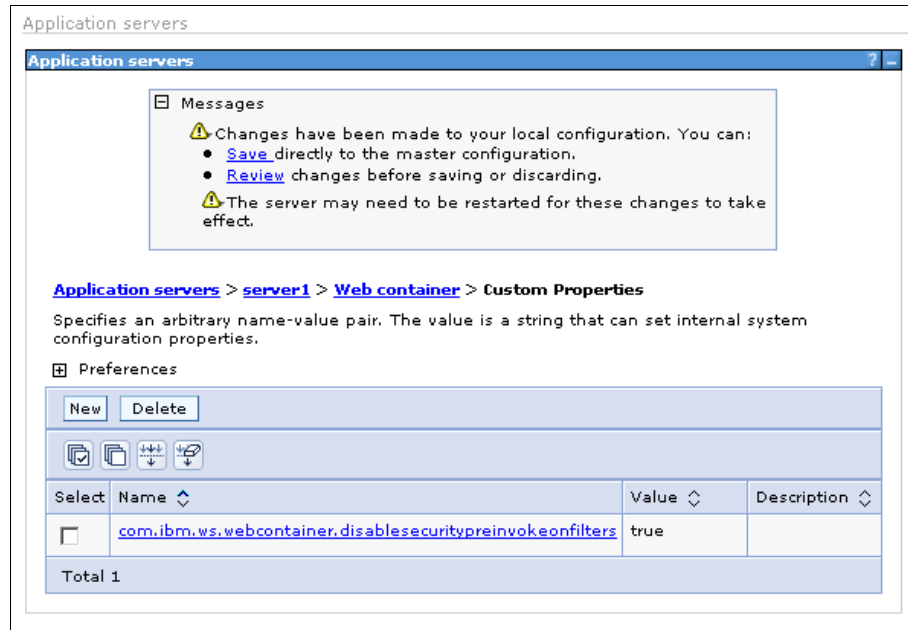 Application servers
Application servers
? _
Messages
Changes have been made to your local configuration. You can:
• Save directly to the master configuration.
• Review changes before saving or discarding.
The server may need to be restarted for these changes to take
effect.
Application servers > server1 > Web container > Custom Properties
Specifies an arbitrary name-value pair. The value is a string that can set internal system
configuration properties.
Preferences
New Delete
Select Name Value Description
com.ibm.ws.webcontainer.disablesecuritypreinvokeonfilters true
Total 1